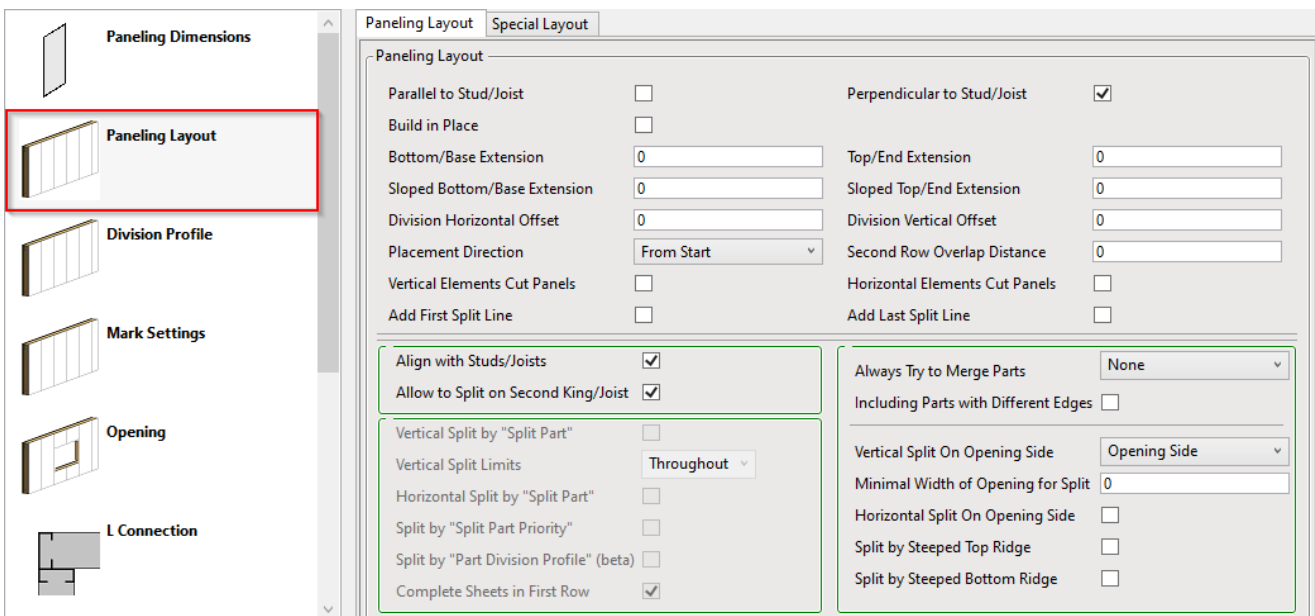 Paneling Dimensions
Paneling Layout
Division Profile
Mark Settings
Opening
L Connection
Paneling Layout Special Layout
Paneling Layout
Parallel to Stud/Joist Perpendicular to Stud/Joist
Build in Place
Bottom/Base Extension 0 Top/End Extension 0
Sloped Bottom/Base Extension 0 Sloped Top/End Extension 0
Division Horizontal Offset 0 Division Vertical Offset 0
Placement Direction From Start Second Row Overlap Distance 0
Vertical Elements Cut Panels Horizontal Elements Cut Panels
Add First Split Line Add Last Split Line
Align with Studs/Joists
Allow to Split on Second King/Joist
Vertical Split by "Split Part"
Vertical Split Limits Throughout
Horizontal Split by "Split Part"
Split by "Split Part Priority"
Split by "Part Division Profile" (beta)
Complete Sheets in First Row
Always Try to Merge Parts None
Including Parts with Different Edges
Vertical Split On Opening Side Opening Side
Minimal Width of Opening for Split 0
Horizontal Split On Opening Side
Split by Steeped Top Ridge
Split by Steeped Bottom Ridge